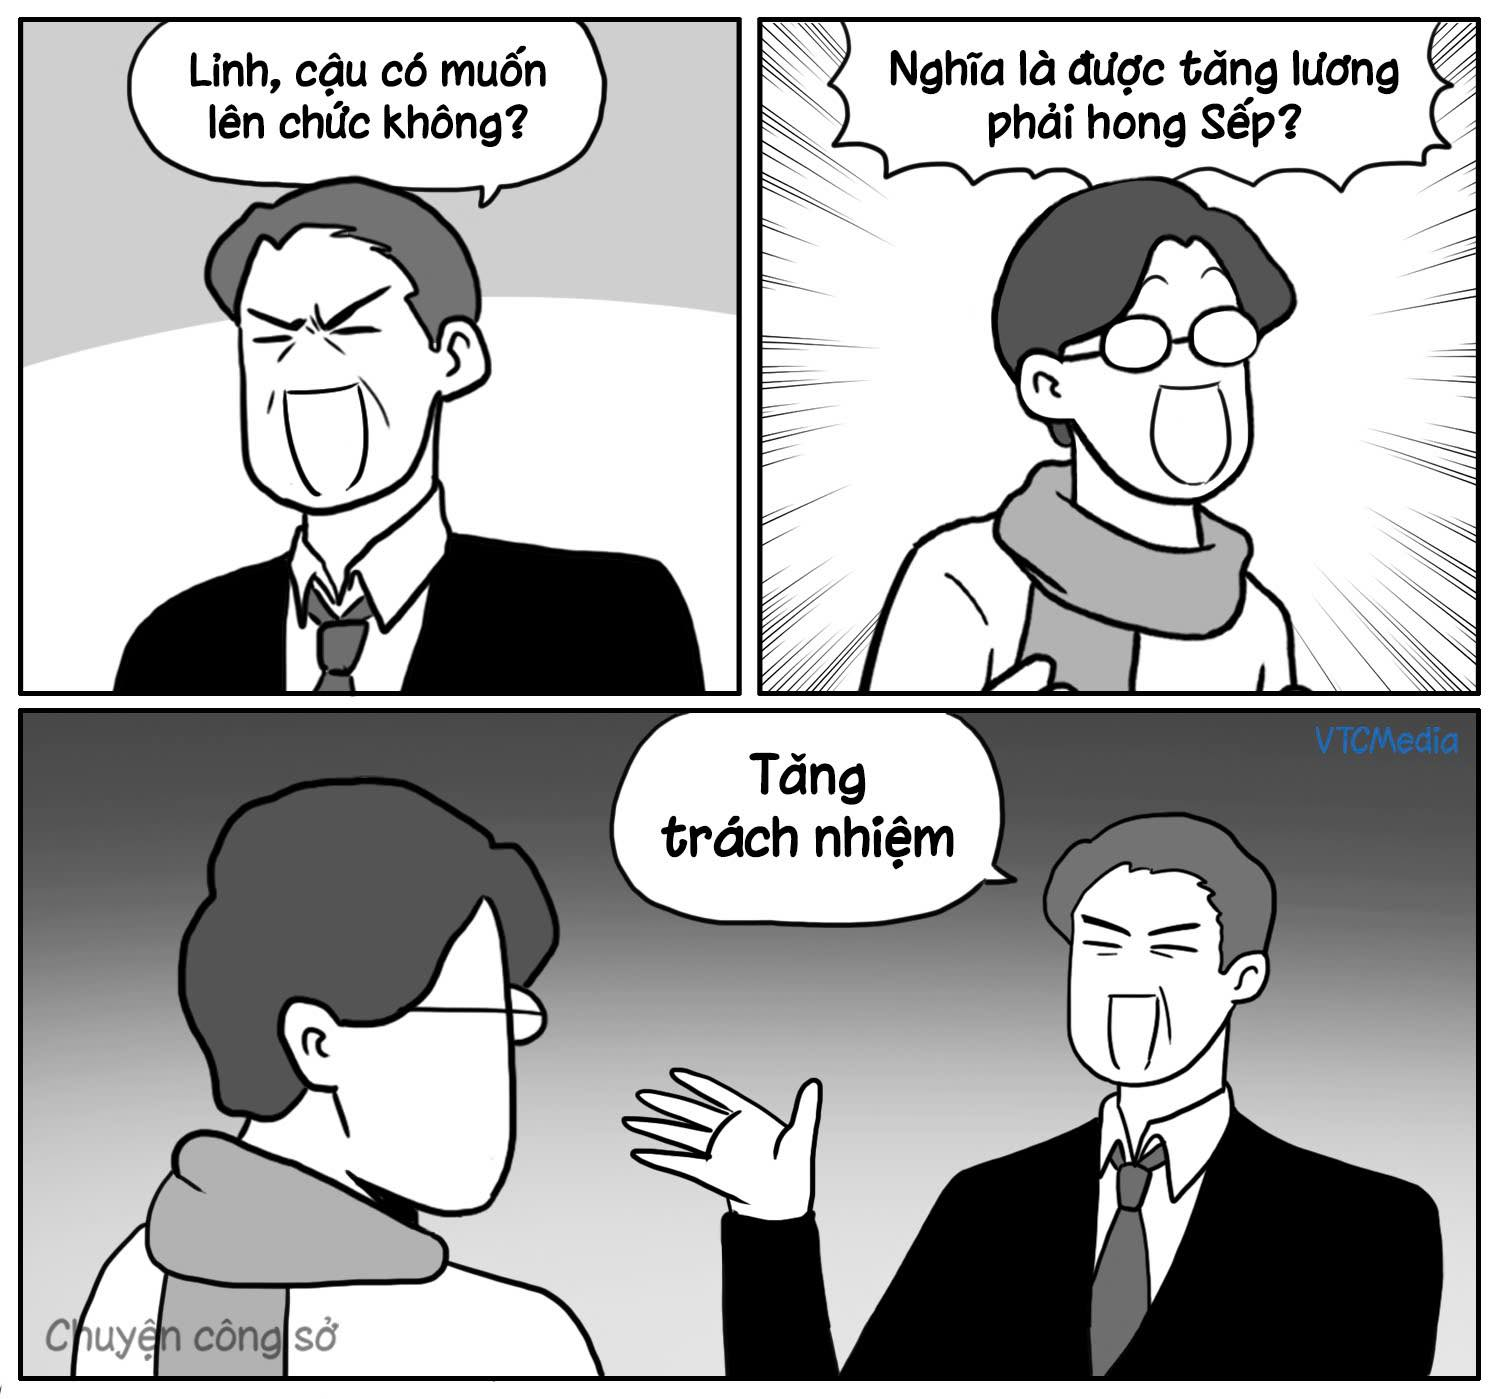 Lỉnh, cậu có muốn
lên chức không?
Nghĩa là được tăng lương
phải hong Sếp?
VTCMedia
Tăng
trách nhiệm
Chuyện công sở